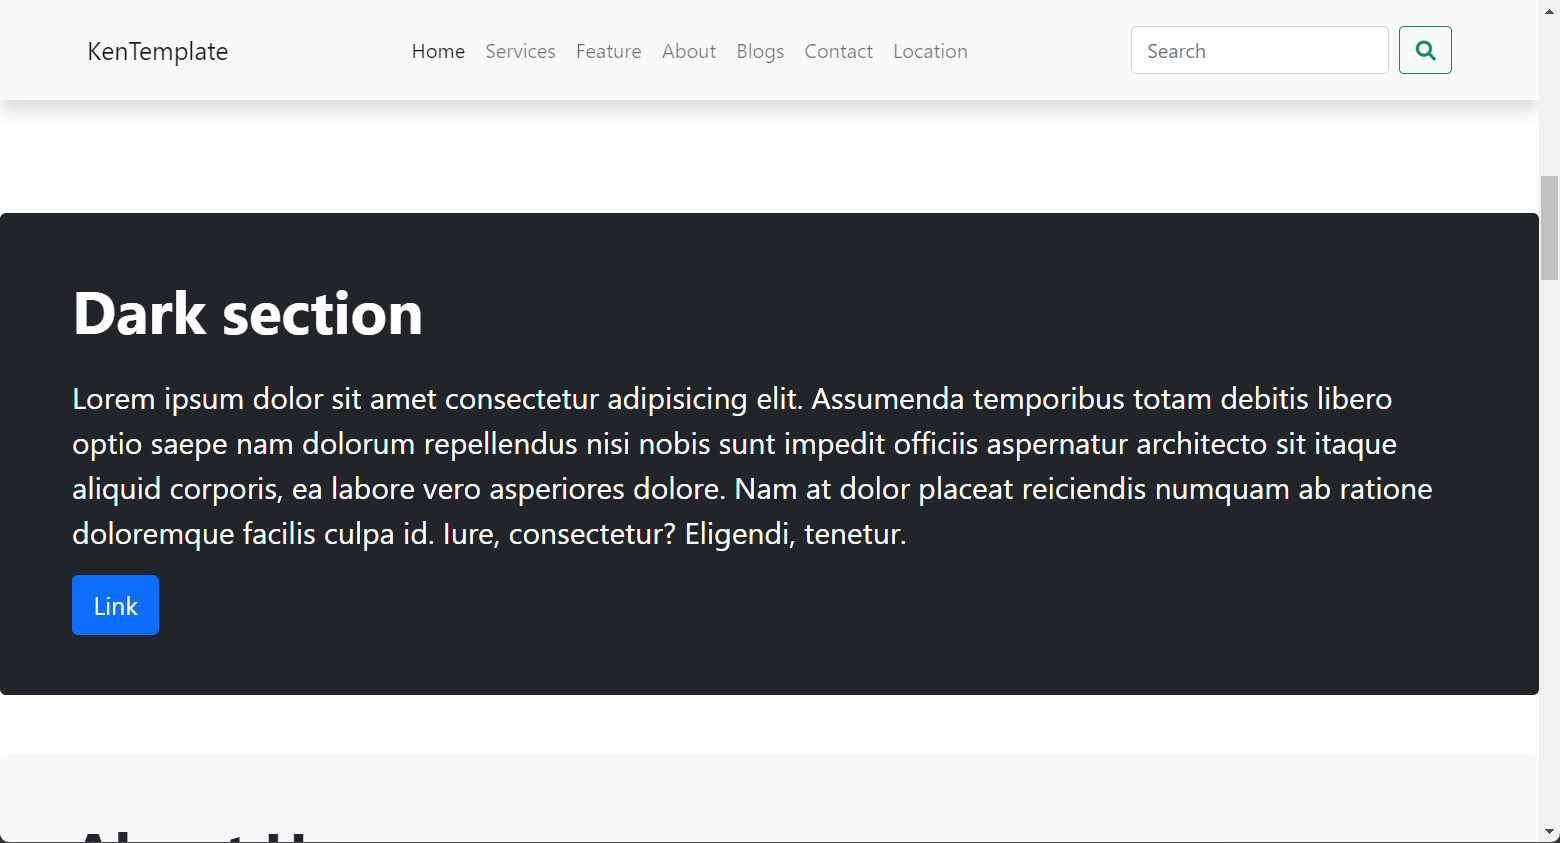 KenTemplate
Home Services Feature About Blogs Contact Location
Search
Dark section
Lorem ipsum dolor sit amet consectetur adipisicing elit. Assumenda temporibus totam debitis libero
optio saepe nam dolorum repellendus nisi nobis sunt impedit officiis aspernatur architecto sit itaque
aliquid corporis, ea labore vero asperiores dolore. Nam at dolor placeat reiciendis numquam ab ratione
doloremque facilis culpa id. Iure, consectetur? Eligendi, tenetur.
Link